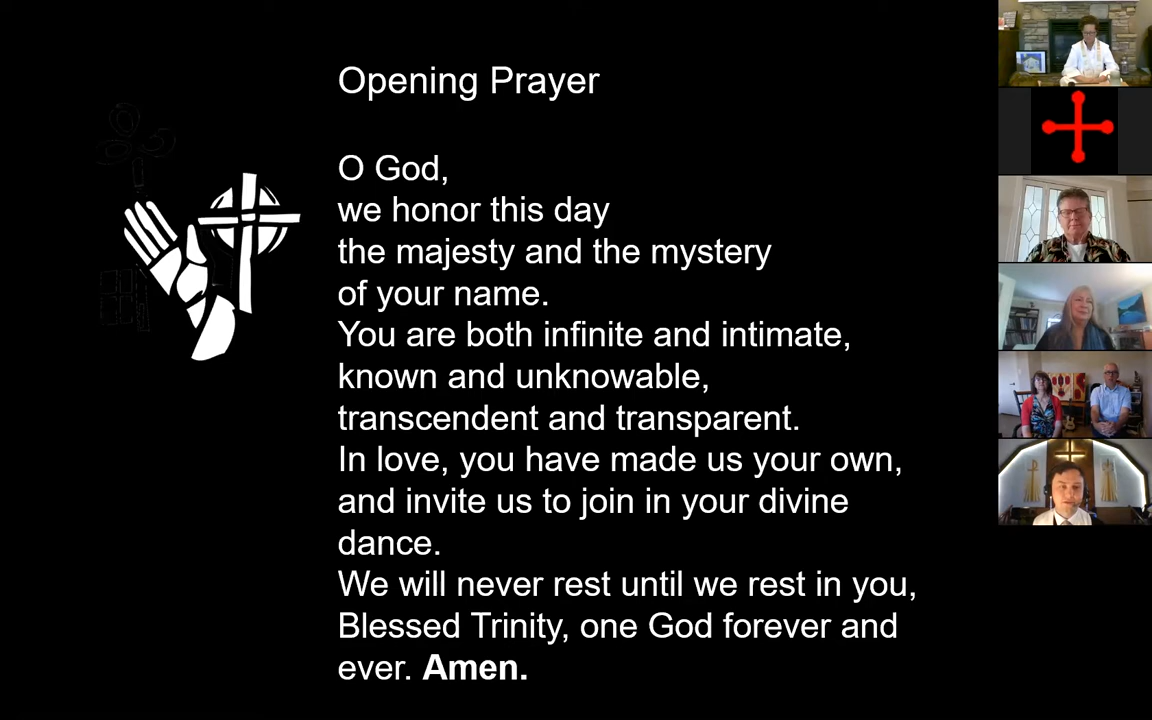 Opening Prayer
O God,
we honor this day
the majesty and the mystery
of your name.
You are both infinite and intimate,
known and unknowable,
transcendent and transparent.
In love, you have made us your own,
and invite us to join in your divine
dance.
We will never rest until we rest in you,
Blessed Trinity, one God forever and
ever. Amen.